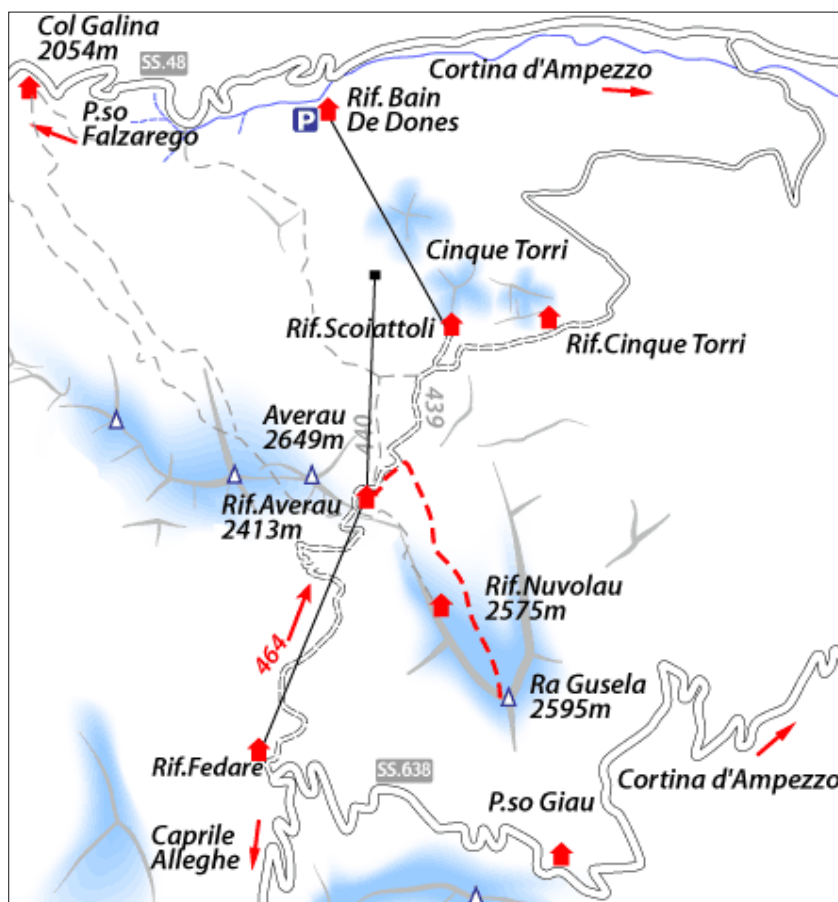 Col Galina
2054m
SS.48
Cortina d'Ampezzo
P.so
Falzarego
P
Rif. Bain
De Dones
Cinque Torri
Rif.Scoiattoli
Rif.Cinque Torri
439
440
Averau
2649m
Rif.Averau
2413m
Rif.Nuvolau
2575m
464
Ra Gusela
2595m
Rif.Fedare
SS.638
Cortina d'Ampezzo
P.so Giau
Caprile
Alleghe